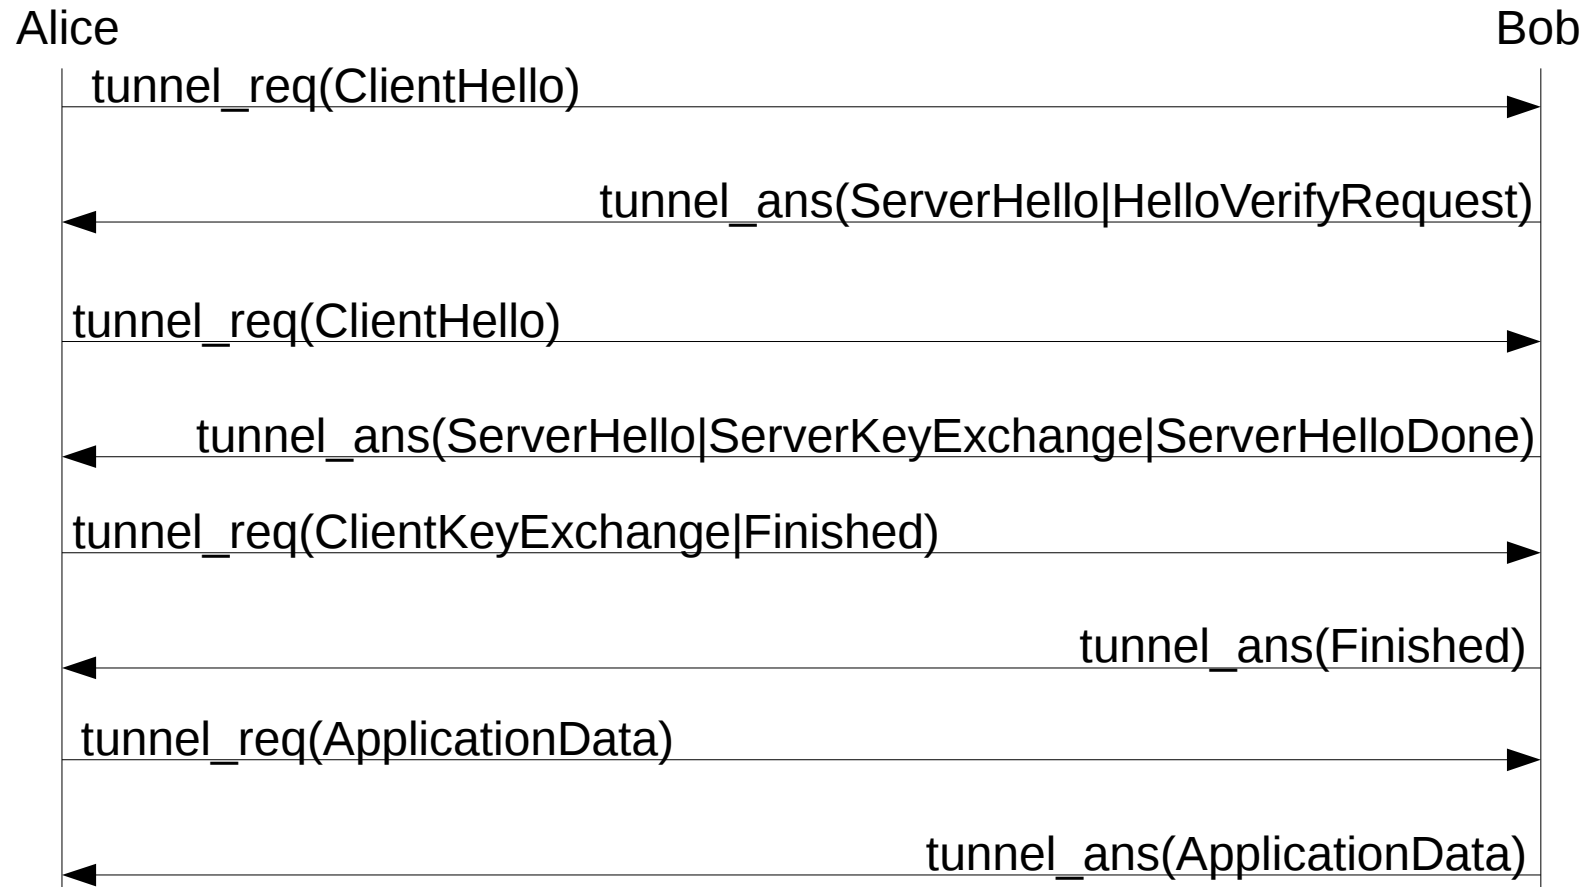 Alice
Bob
tunnel_req(ClientHello)
tunnel_ans(ServerHello|HelloVerifyRequest)
tunnel_req(ClientHello)
tunnel_ans(ServerHello|ServerKeyExchange|ServerHelloDone)
tunnel_req(ClientKeyExchange|Finished)
tunnel_ans(Finished)
tunnel_req(ApplicationData)
tunnel_ans(ApplicationData)